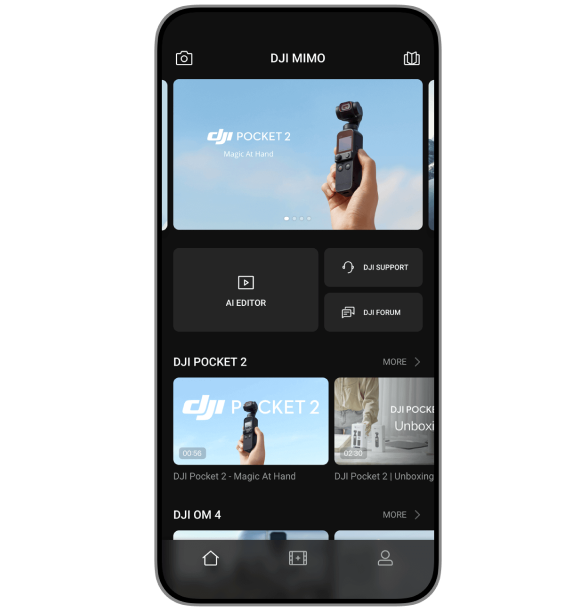 DJI MIMO
dji POCKET 2
Magic At Hand
AI EDITOR
DJI SUPPORT
DJI FORUM
DJI POCKET 2
MORE
dji POCKET 2
00:56
DJI POCKE
Unboxi
02:30
DJI Pocket 2 - Magic At Hand
DJI Pocket 2 | Unboxing
DJI OM 4
MORE